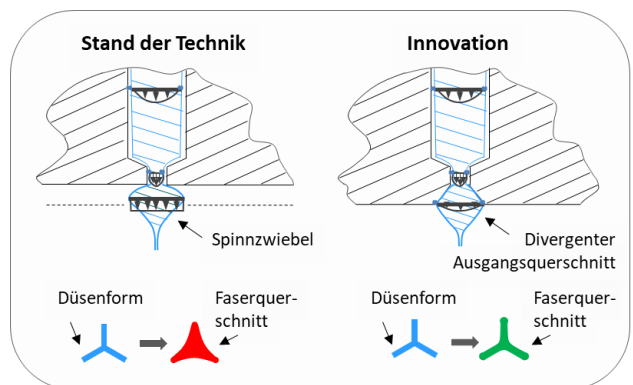 Stand der Technik
Innovation
Spinnzwiebel
Divergenter
Ausgangsquerschnitt
Düsenform
Faserquer-
schnitt
Düsenform
Faserquer-
schnitt